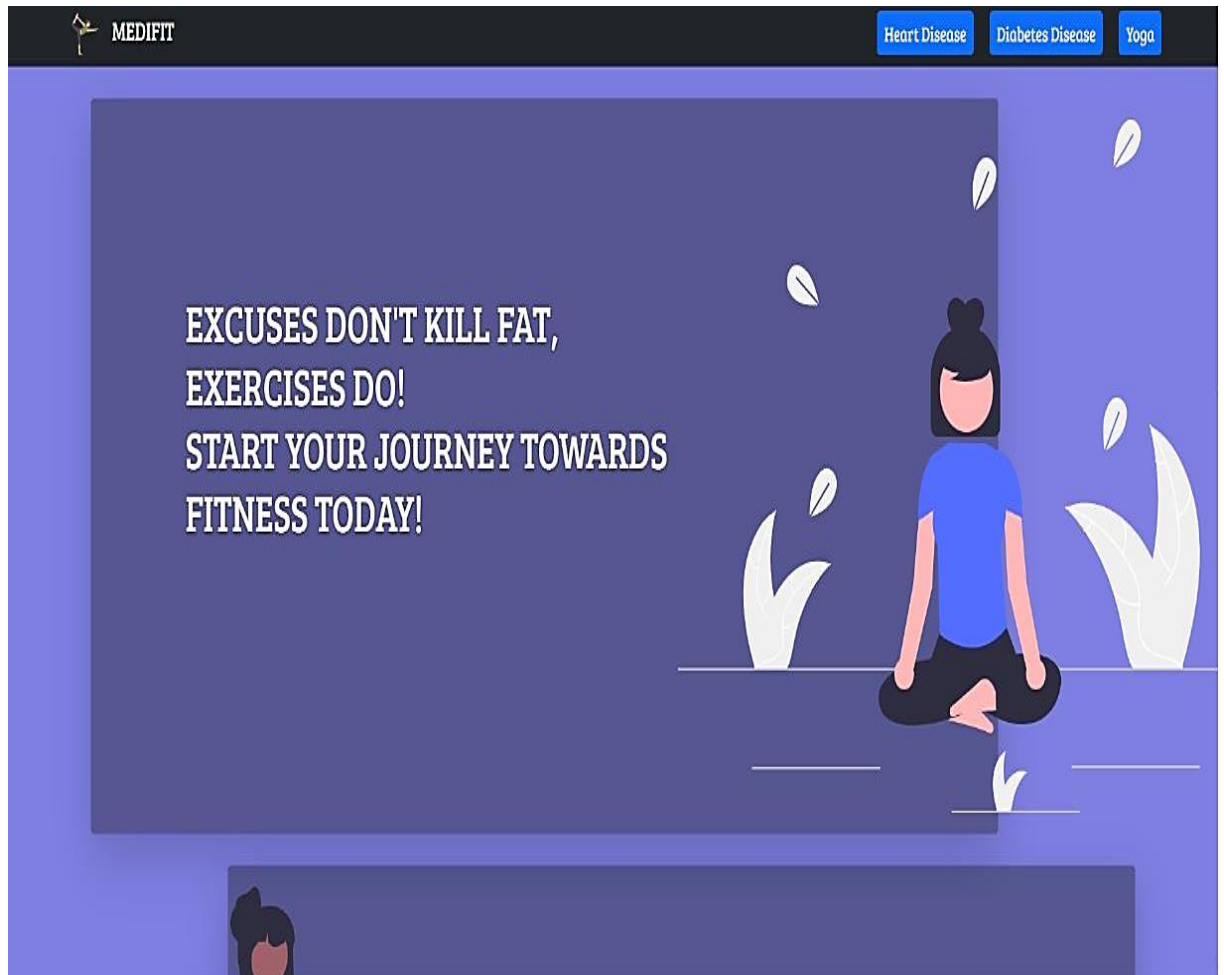 MEDIFIT
Heart Disease
Diabetes Disease
Yoga
EXCUSES DON'T KILL FAT,
EXERCISES DO!
START YOUR JOURNEY TOWARDS
FITNESS TODAY!